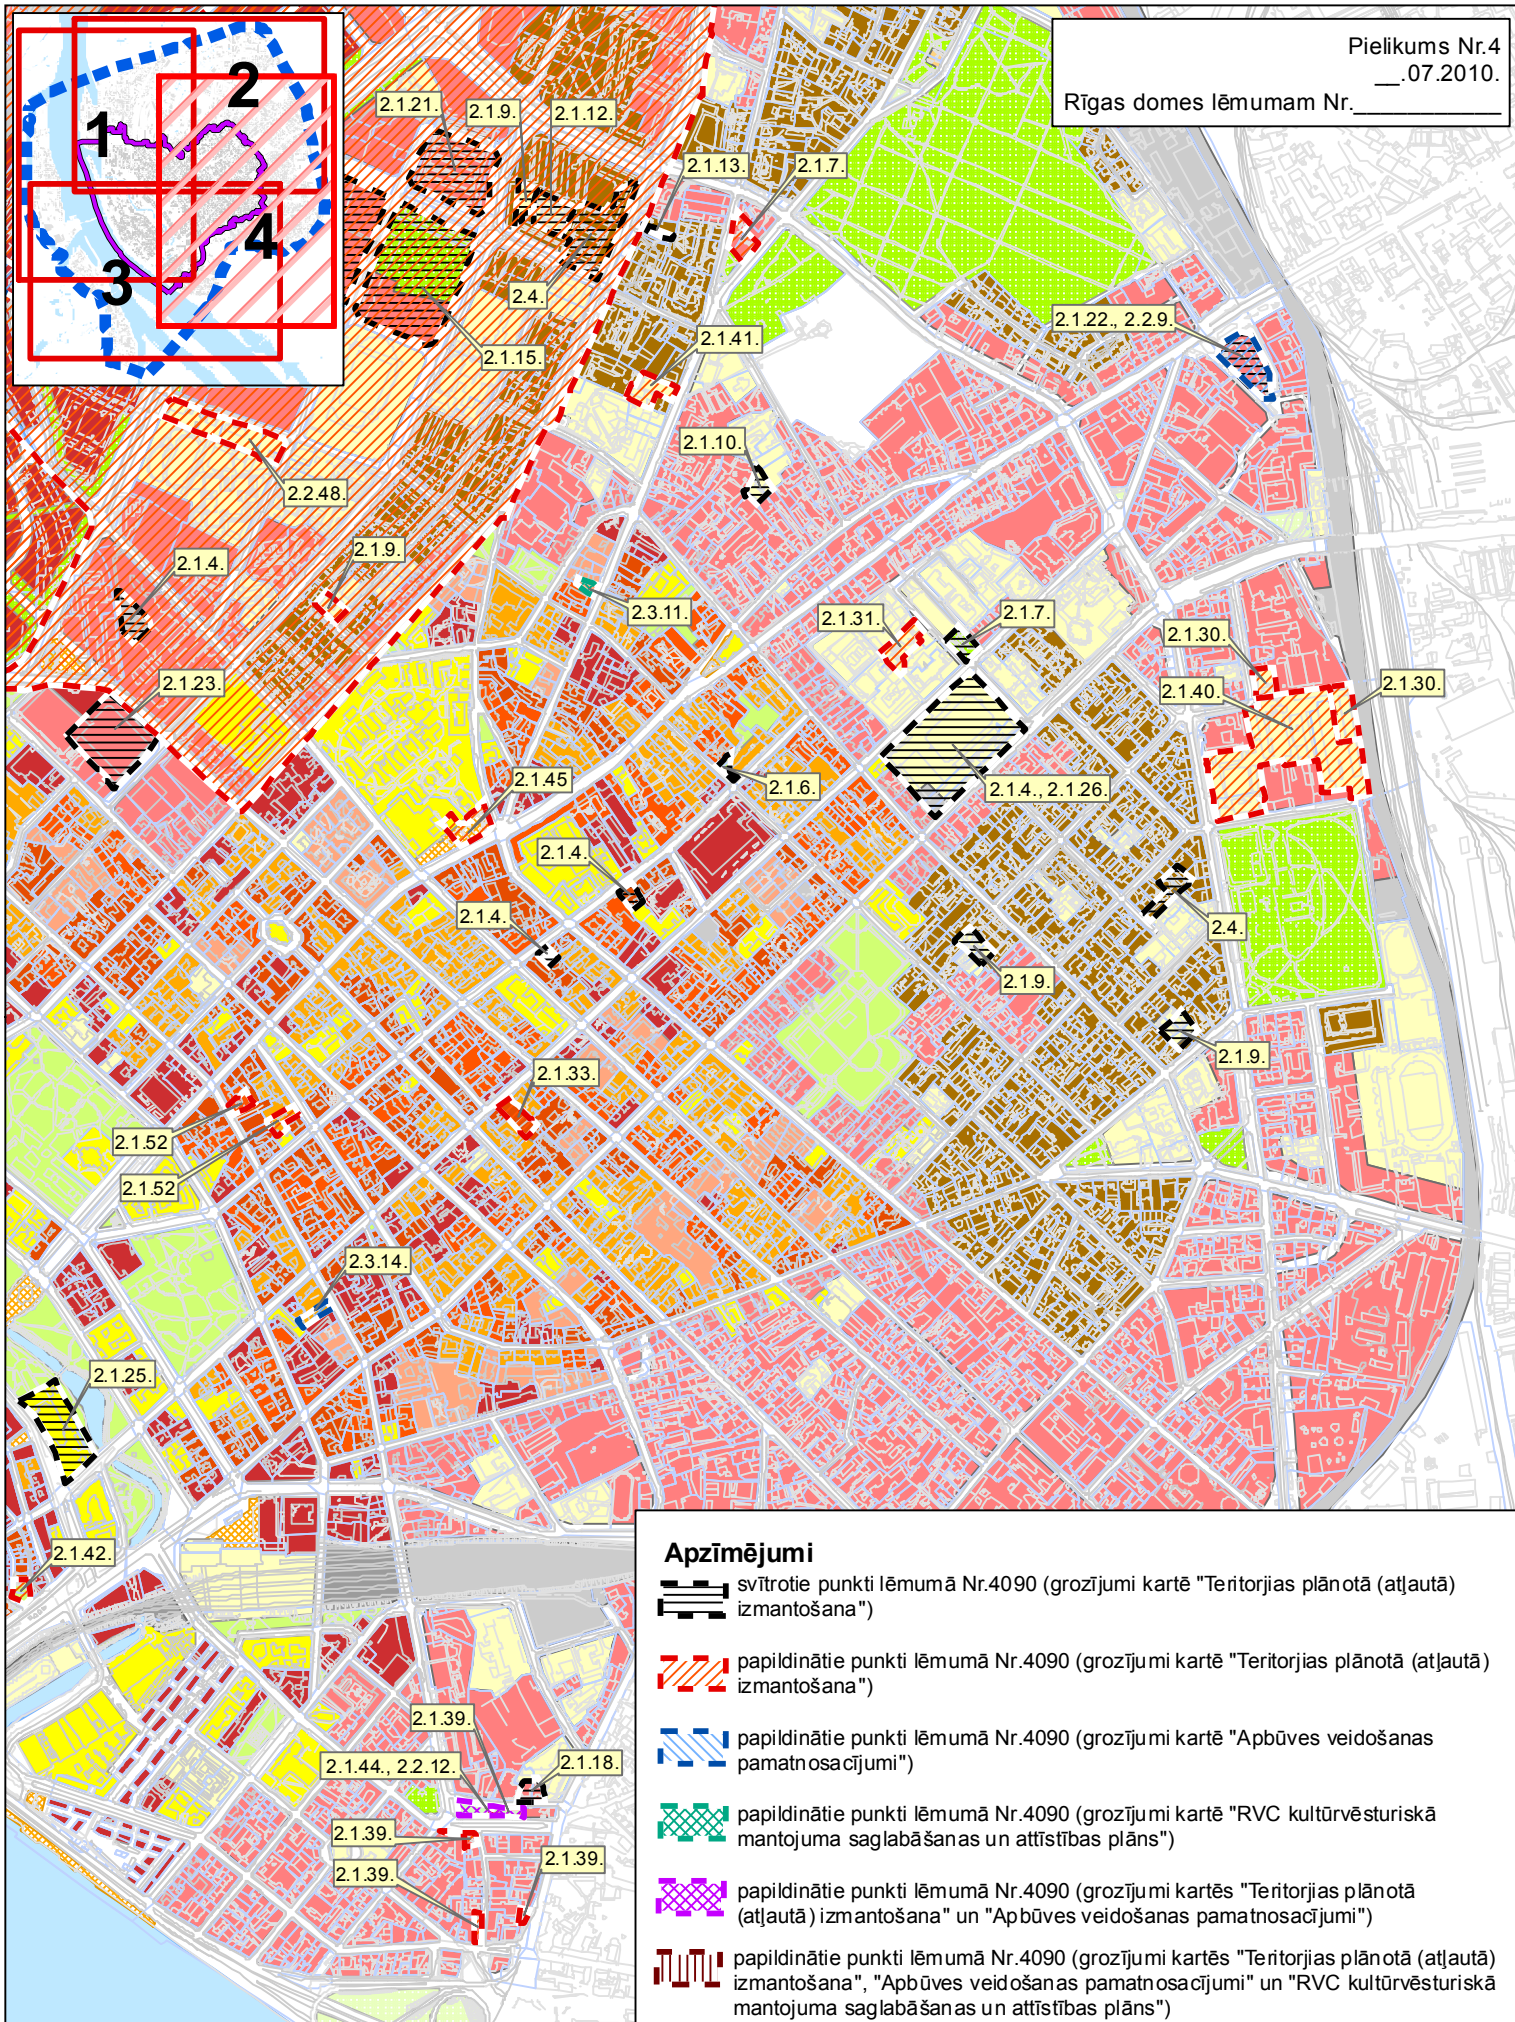 Pielikums Nr.4
__.07.2010.
Rīgas domes lēmumam Nr.___________
1
2
3
4
2.1.21.
2.1.9.
2.1.12.
2.1.13.
2.1.7.
2.4.
2.1.15.
2.1.22., 2.2.9.
2.1.41.
2.1.10.
2.2.48.
2.1.4.
2.1.9.
2.3.11.
2.1.31.
2.1.7.
2.1.30.
2.1.23.
2.1.40.
2.1.30.
2.1.45
2.1.6.
2.1.4., 2.1.26.
2.1.4.
2.1.4.
2.4.
2.1.9.
2.1.9.
2.1.33.
2.1.52
2.1.52
2.3.14.
2.1.25.
2.1.42.
2.1.39.
2.1.44., 2.2.12.
2.1.18.
2.1.39.
2.1.39.
2.1.39.
Apzīmējumi
svītrotie punkti lēmumā Nr.4090 (grozījumi kartē "Teritorjias plānotā (atļautā)
izmantošana")
papildinātie punkti lēmumā Nr.4090 (grozījumi kartē "Teritorjias plānotā (atļautā)
izmantošana")
papildinātie punkti lēmumā Nr.4090 (grozījumi kartē "Apbūves veidošanas
pamatnosacījumi")
papildinātie punkti lēmumā Nr.4090 (grozījumi kartē "RVC kultūrvēsturiskā
mantojuma saglabāšanas un attīstības plāns")
papildinātie punkti lēmumā Nr.4090 (grozījumi kartēs "Teritorjias plānotā
(atļautā) izmantošana" un "Apbūves veidošanas pamatnosacījumi")
papildinātie punkti lēmumā Nr.4090 (grozījumi kartēs "Teritorjias plānotā (atļautā)
izmantošana", "Apbūves veidošanas pamatnosacījumi" un "RVC kultūrvēsturiskā
mantojuma saglabāšanas un attīstības plāns")